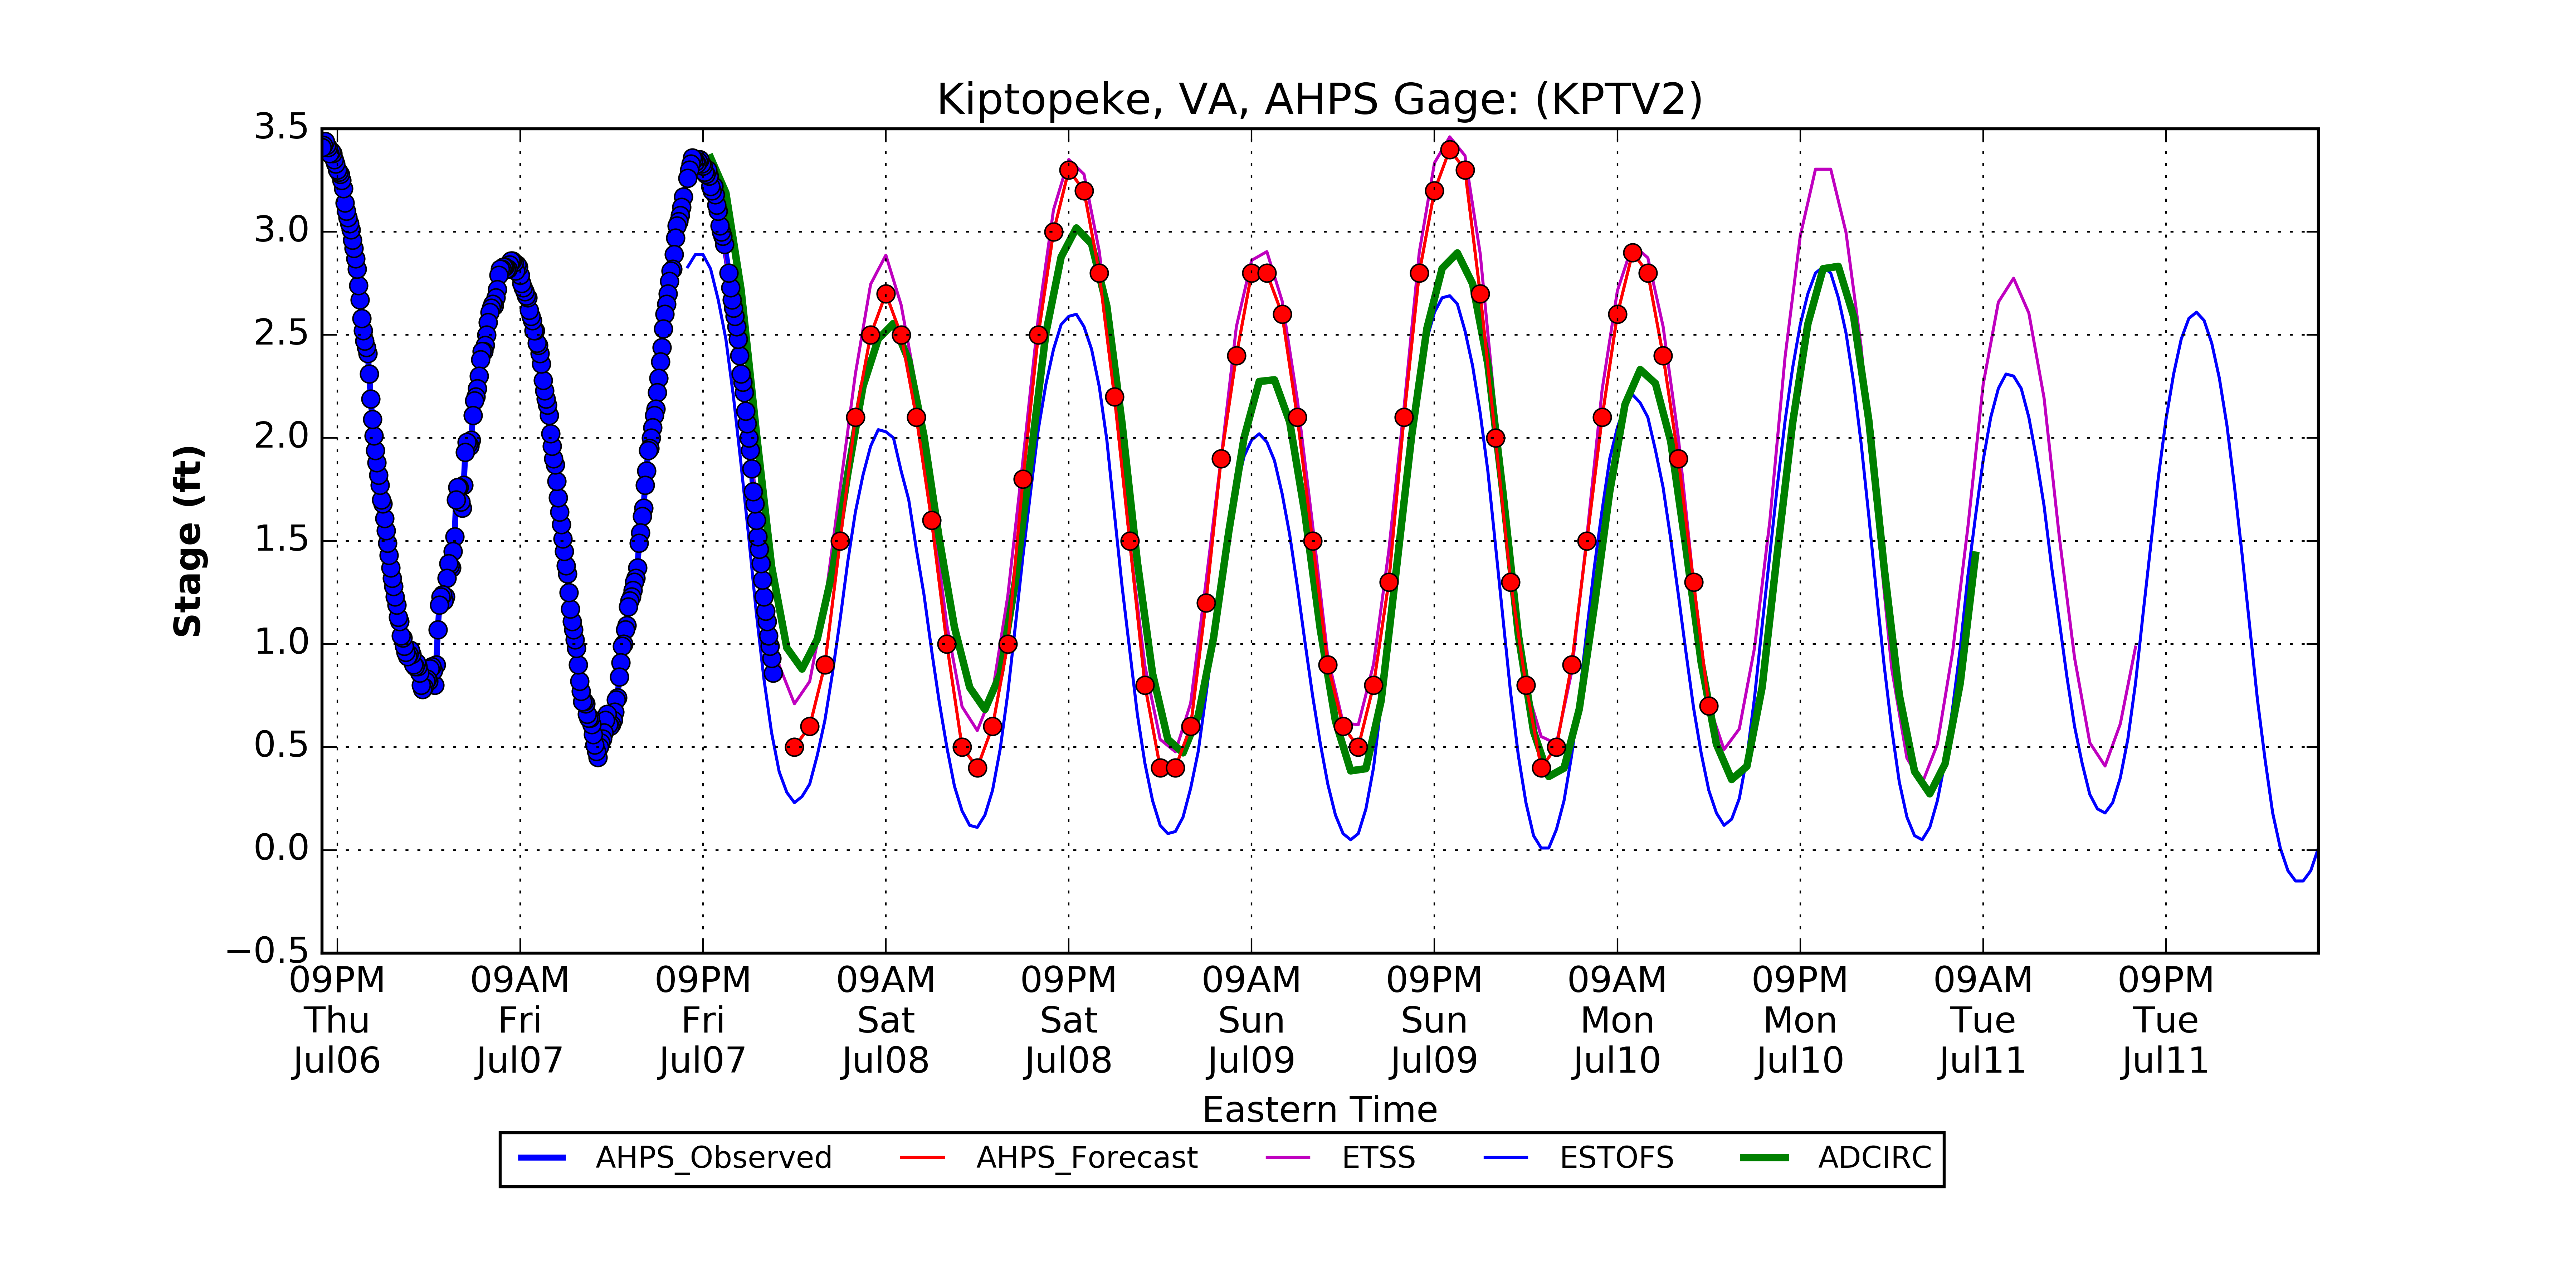 Kiptopeke, VA, AHPS Gage: (KPTV2)
Stage (ft)
3.5
3.0
2.5
2.0
1.5
1.0
0.5
0.0
−0.5
09PM 09AM 09PM 09AM 09PM 09AM 09PM 09AM 09PM 09AM 09PM
Thu Fri Fri Sat Sat Sun Sun Mon Mon Tue Tue
Jul06 Jul07 Jul07 Jul08 Jul08 Jul09 Jul09 Jul10 Jul10 Jul11 Jul11
Eastern Time
AHPS_Observed AHPS_Forecast ETSS ESTOFS ADCIRC